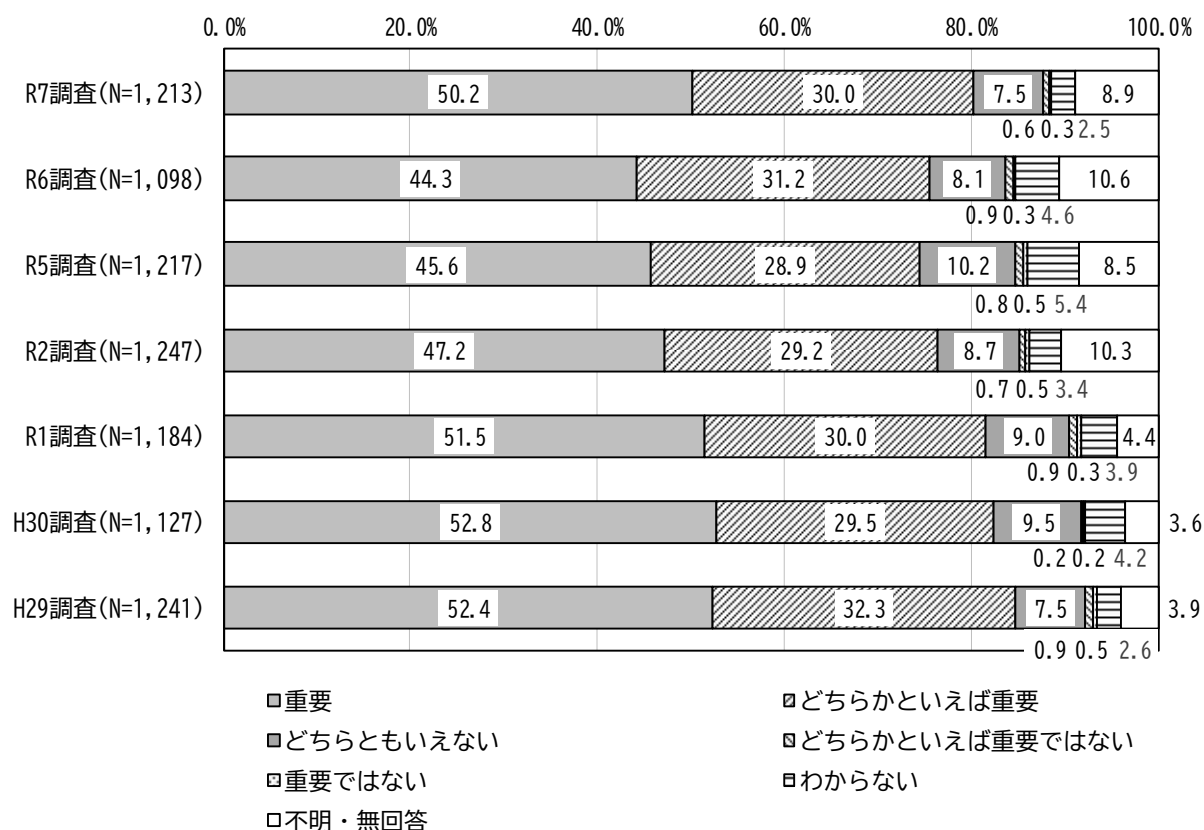 0.0% 20.0% 40.0% 60.0% 80.0% 100.0%
R7調査(N=1,213) 50.2 30.0 7.5 8.9
0.6 0.3 2.5
R6調査(N=1,098) 44.3 31.2 8.1 10.6
0.9 0.3 4.6
R5調査(N=1,217) 45.6 28.9 10.2 8.5
0.8 0.5 5.4
R2調査(N=1,247) 47.2 29.2 8.7 10.3
0.7 0.5 3.4
R1調査(N=1,184) 51.5 30.0 9.0 4.4
0.9 0.3 3.9
H30調査(N=1,127) 52.8 29.5 9.5 3.6
0.2 0.2 4.2
H29調査(N=1,241) 52.4 32.3 7.5 3.9
0.9 0.5 2.6
重要 どちらかといえば重要
どちらともいえない どちらかといえば重要ではない
重要ではない わからない
不明・無回答